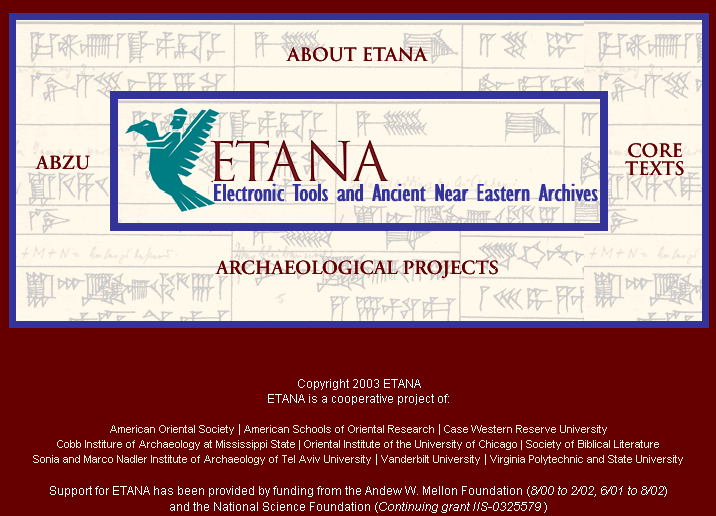 ABOUT ETANA
ABZU
ETANA
Electronic Tools and Ancient Near Eastern Archives
CORE
TEXTS
ARCHAEOLOGICAL PROJECTS
Copyright 2003 ETANA
ETANA is a cooperative project of:
American Oriental Society | American Schools of Oriental Research | Case Western Reserve University
Cobb Institure of Archaeology at Mississippi State | Oriental Institute of the University of Chicago | Society of Biblical Literature
Sonia and Marco Nadler Institute of Archaeology of Tel Aviv University | Vanderbilt University | Virginia Polytechnic and State University
Support for ETANA has been provided by funding from the Andew W. Mellon Foundation (8/00 to 2/02, 6/01 to 8/02)
and the National Science Foundation (Continuing grant IIS-0325579 )